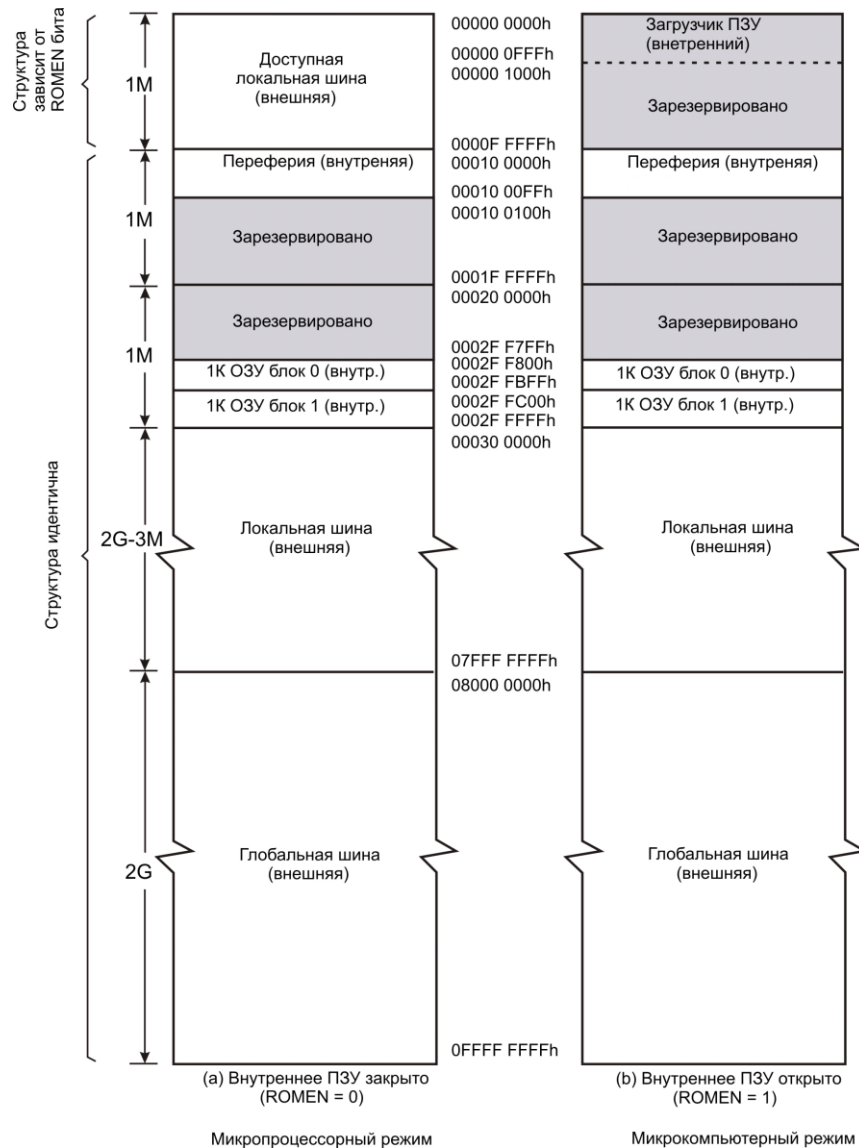 Структура
зависит от
ROMEN бита
1M
Доступная
локальная шина
(внешняя)
00000 0000h
00000 0FFFh
00000 1000h
0000F FFFFh
Загрузчик ПЗУ
(внетренний)
Зарезервировано
Структура идентична
1M
Переферия (внутреняя)
Зарезервировано
00010 0000h
00010 00FFh
00010 0100h
0001F FFFFh
Переферия (внутреняя)
Зарезервировано
1M
Зарезервировано
1К ОЗУ блок 0 (внутр.)
1К ОЗУ блок 1 (внутр.)
00020 0000h
0002F F7FFh
0002F F800h
0002F FBFFh
0002F FC00h
0002F FFFFh
Зарезервировано
1К ОЗУ блок 0 (внутр.)
1К ОЗУ блок 1 (внутр.)
2G-3M
Локальная шина
(внешняя)
00030 0000h
07FFF FFFFh
Локальная шина
(внешняя)
2G
Глобальная шина
(внешняя)
08000 0000h
0FFFF FFFFh
Глобальная шина
(внешняя)
(a) Внутреннее ПЗУ закрыто
(ROMEN = 0)
Микропроцессорный режим
(b) Внутреннее ПЗУ открыто
(ROMEN = 1)
Микрокомпьютерный режим